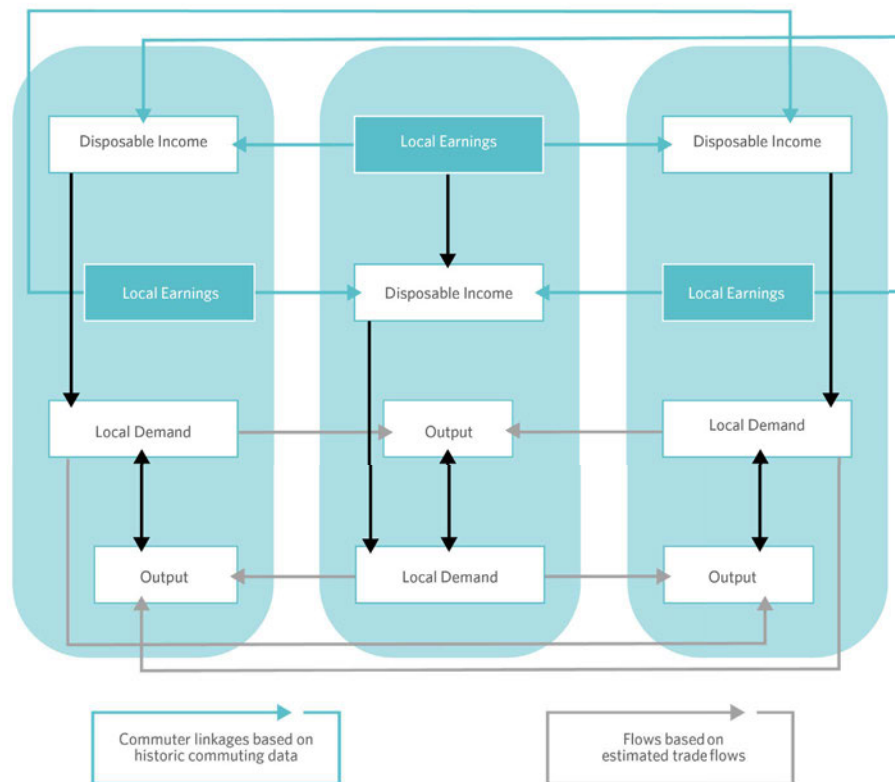 Disposable Income
Local Earnings
Disposable Income
Local Earnings
Disposable Income
Local Earnings
Local Demand
Output
Local Demand
Output
Local Demand
Output
Commuter linkages based on
historic commuting data
Flows based on
estimated trade flows